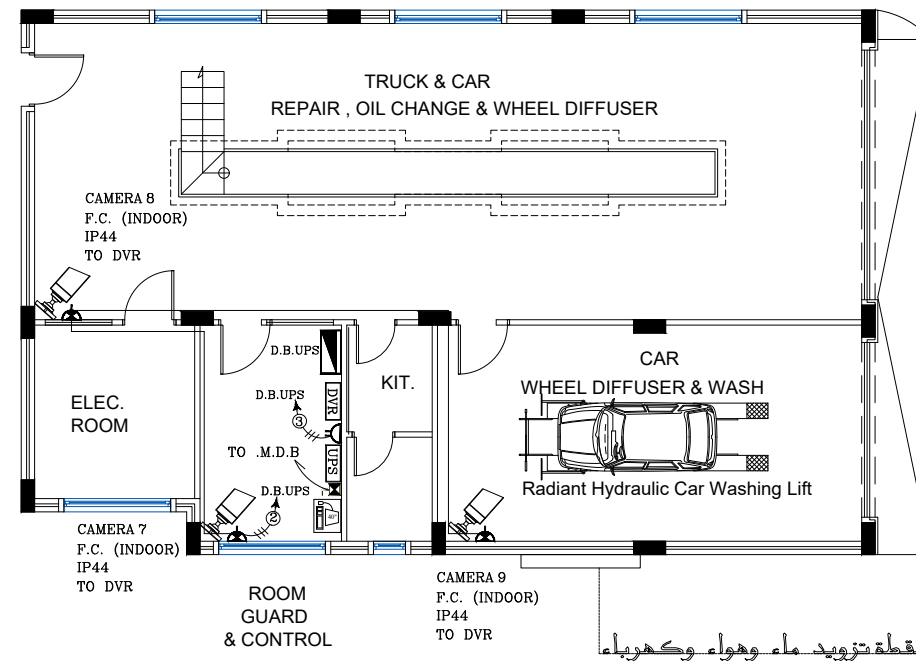 TRUCK & CAR
REPAIR , OIL CHANGE & WHEEL DIFFUSER
CAMERA 8
F.C. (INDOOR)
IP44
TO DVR
D.B.UPS
CAR
WHEEL DIFFUSER & WASH
KIT.
ELEC.
ROOM
D.B.UPS
DVR
3
TO .M.D.B
UPS
D.B.UPS
2
40"
Radiant Hydraulic Car Washing Lift
CAMERA 7
F.C. (INDOOR)
IP44
TO DVR
CAMERA 9
F.C. (INDOOR)
IP44
TO DVR
ROOM
GUARD
& CONTROL
قطة تزويد ماء وهواء وكهرباء